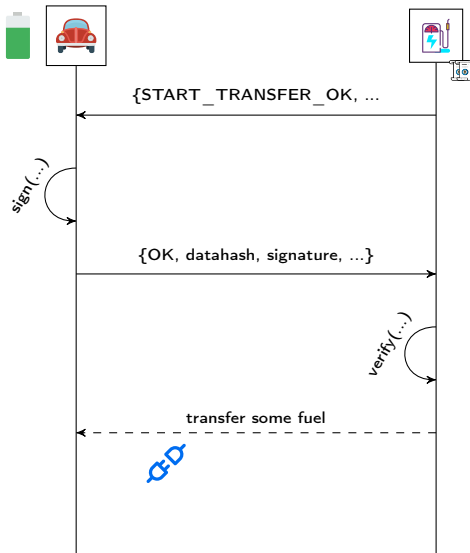 {START_TRANSFER_OK, ...
sign(...)
{OK, datahash, signature, ...}
verify(...)
transfer some fuel